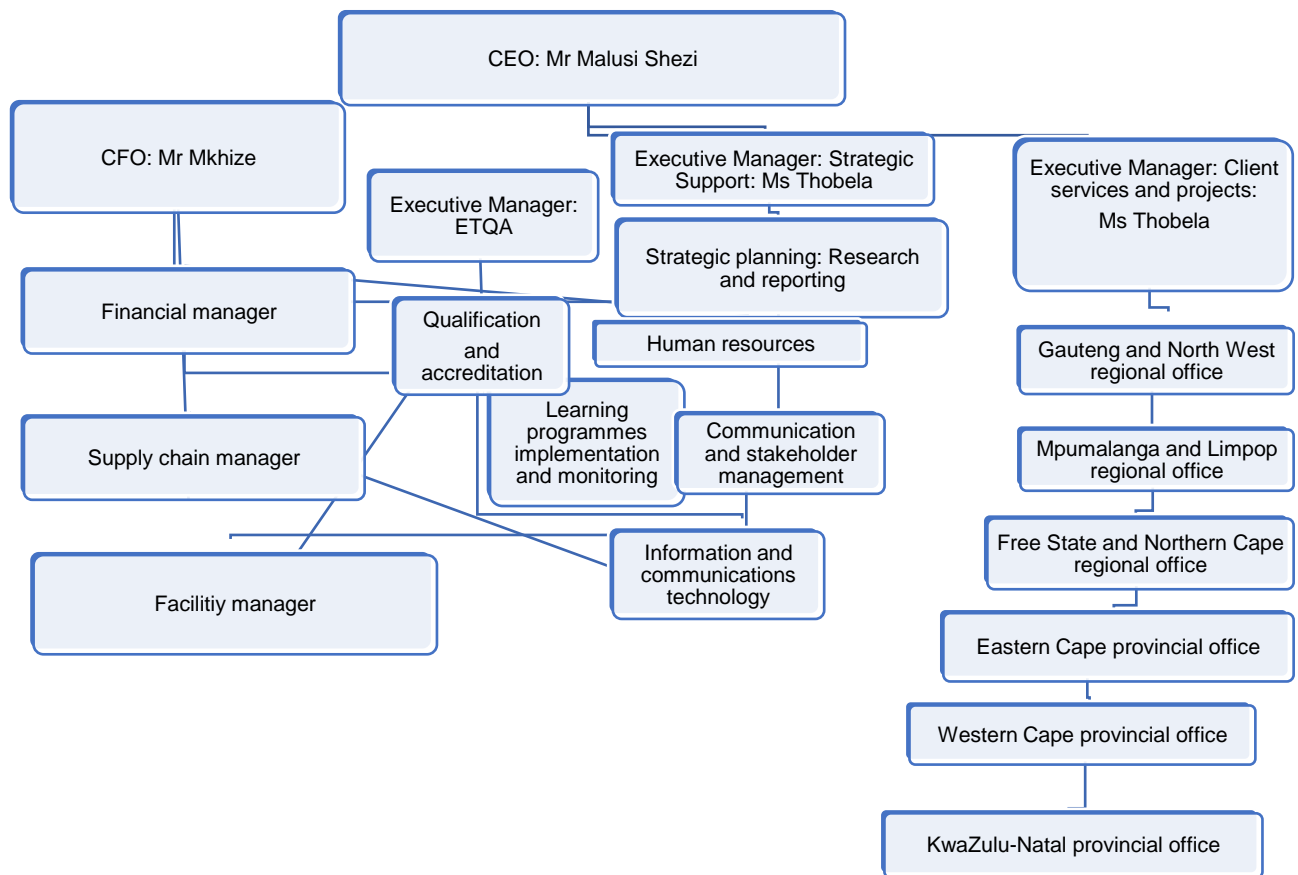 CEO: Mr Malusi Shezi
CFO: Mr Mkhize
Executive Manager:
ETQA
Executive Manager: Strategic
Support: Ms Thobela
Executive Manager: Client
services and projects:
Ms Thobela
Financial manager
Qualification
and
accreditation
Strategic planning: Research
and reporting
Human resources
Gauteng and North West
regional office
Supply chain manager
Learning
programmes
implementation
and monitoring
Communication
and stakeholder
management
Mpumalanga and Limpop
regional office
Facilitiy manager
Information and
communications
technology
Free State and Northern Cape
regional office
Eastern Cape provincial office
Western Cape provincial office
KwaZulu-Natal provincial office